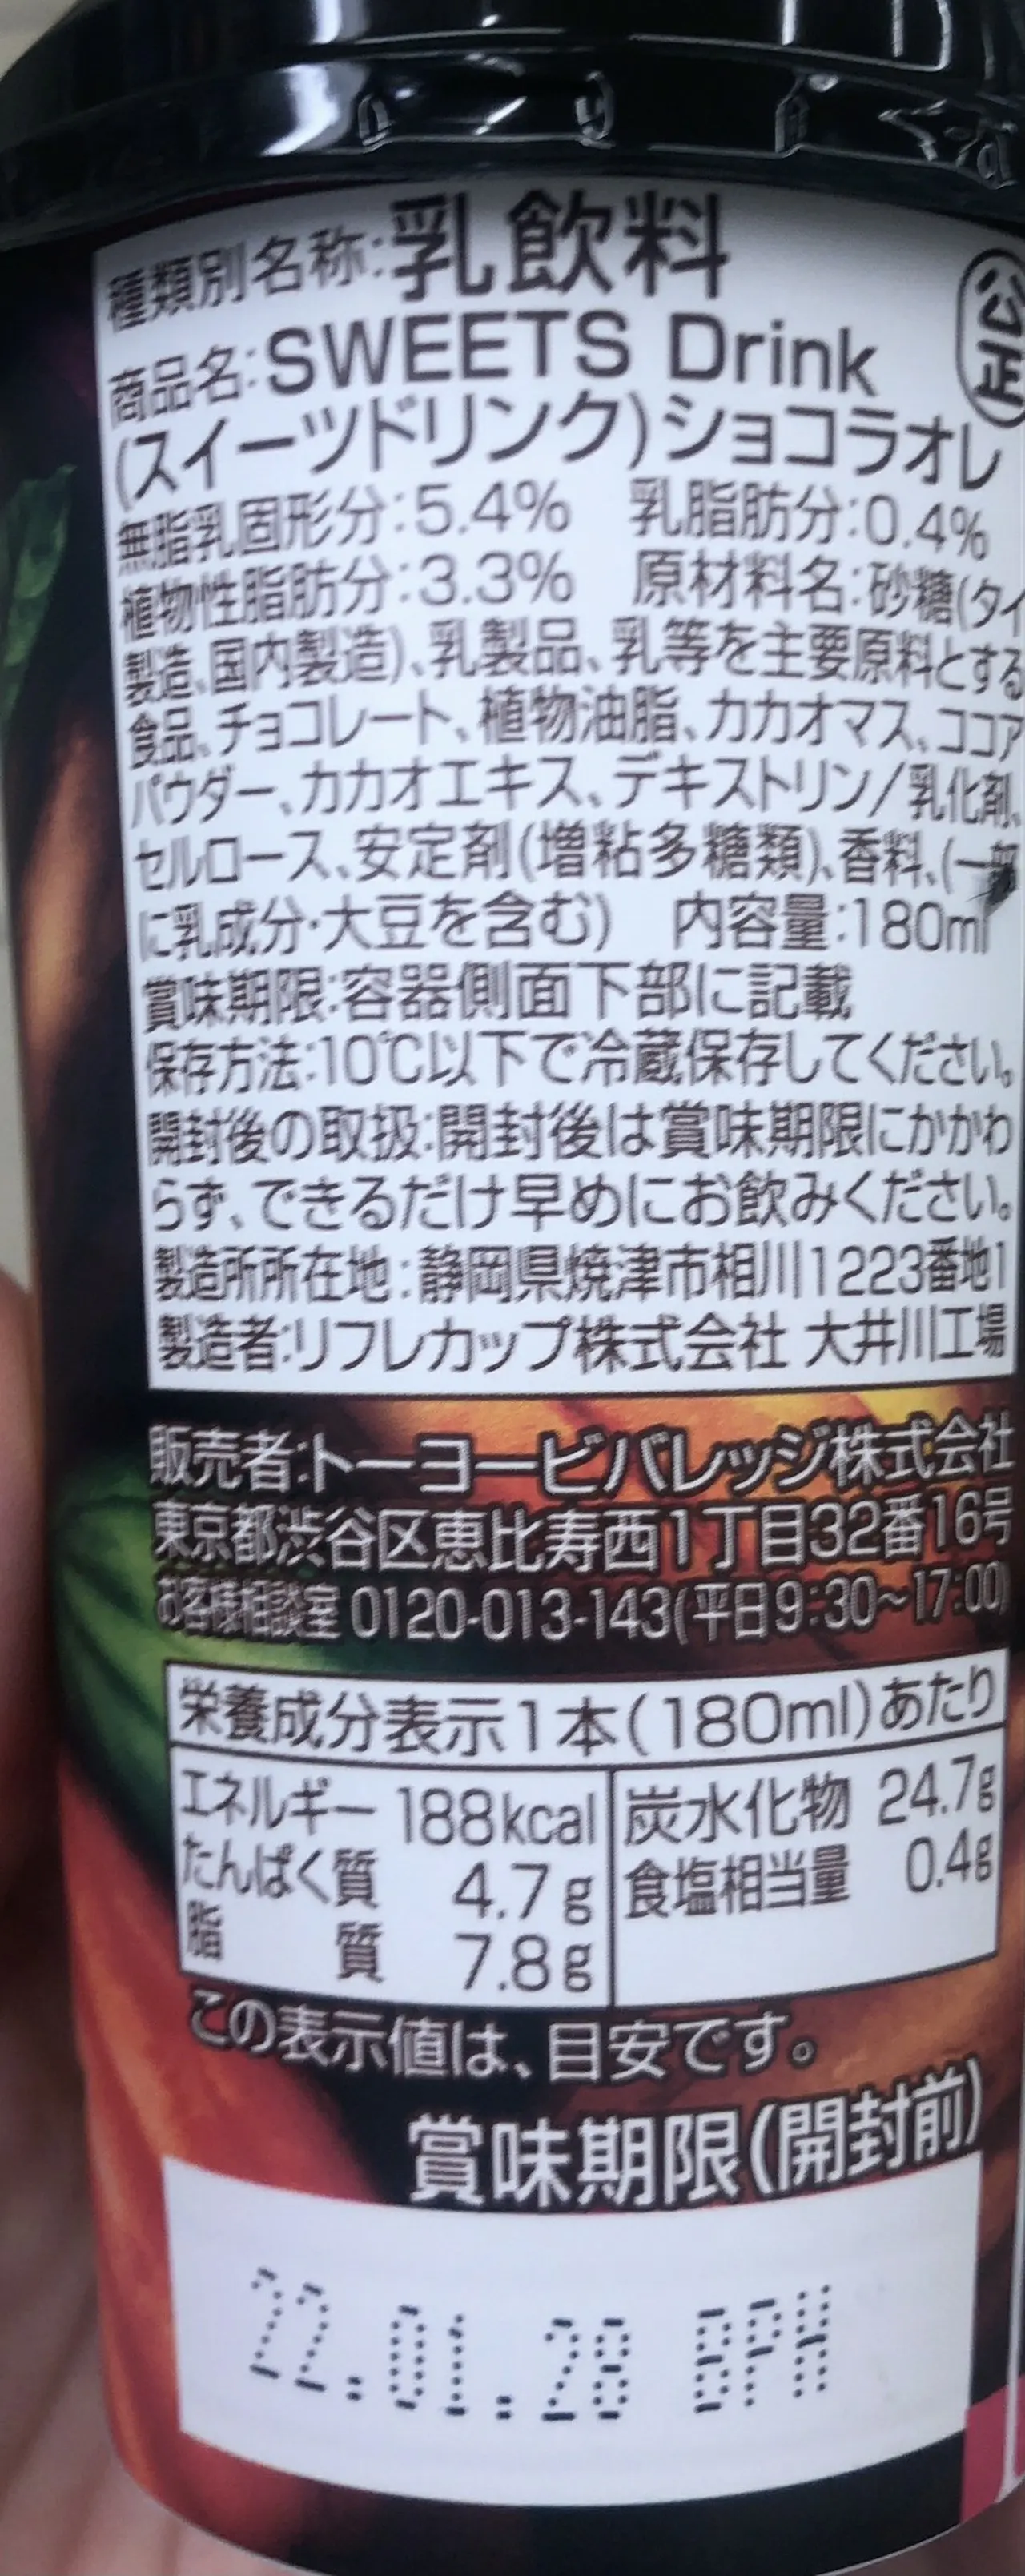 種類別名称:乳飲料
公正
商品名:SWEETS Drink
(スイーツドリンク)ショコラオレ
無脂乳固形分:5.4% 乳脂肪分:0.4%
植物性脂肪分:3.3% 原材料名:砂糖(タイ
製造、国内製造)、乳製品、乳等を主要原料とする
食品、チョコレート、植物油脂、カカオマス、ココア
パウダー、カカオエキス、デキストリン/乳化剤、
セルロース、安定剤(増粘多糖類)、香料、(一部
に乳成分・大豆を含む) 内容量:180ml
賞味期限:容器側面下部に記載
保存方法:10℃以下で冷蔵保存してください。
開封後の取扱:開封後は賞味期限にかかわ
らず、できるだけ早めにお飲みください。
製造所所在地:静岡県焼津市相川1223番地1
製造者:リフレカップ株式会社 大井川工場
販売者:トーヨービバレッジ株式会社
東京都渋谷区恵比寿西1丁目32番16号
お客様相談室 0120-013-143(平日9:30~17:00)
栄養成分表示1本(180ml)あたり
エネルギー 188kcal 炭水化物 24.7g
たんぱく質 4.7g 食塩相当量 0.4g
脂質 7.8g
この表示値は、目安です。
賞味期限(開封前)
22.01.28 BPH